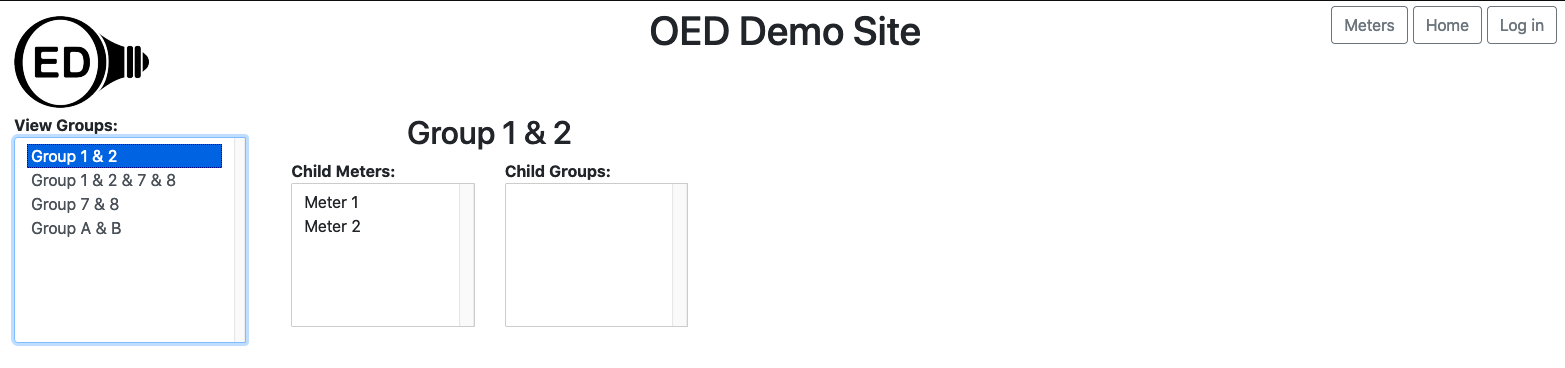 OED Demo Site
Meters
Home
Log in
ED
View Groups:
Group 1 & 2
Group 1 & 2 & 7 & 8
Group 7 & 8
Group A & B
Group 1 & 2
Child Meters:
Meter 1
Meter 2
Child Groups: